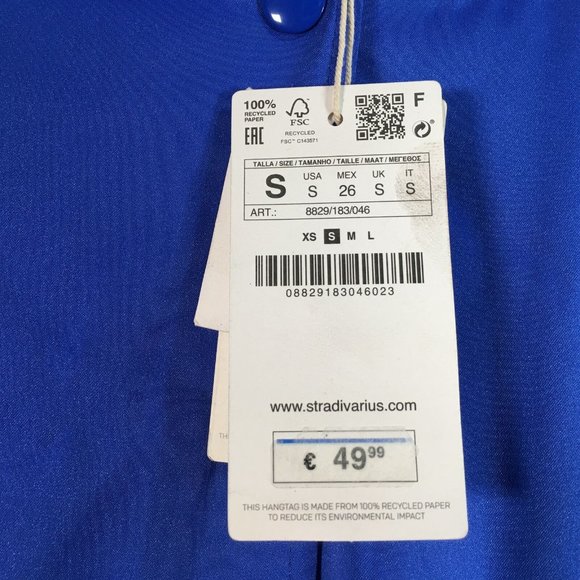 100%
RECYCLED
PAPER
FSC
F
EAC
RECYCLED
FSC™ C143571
TALLA / SIZE / TAMANHO / TAILLE / MAAT / ΜΕΓΕΘΟΣ
S USA MEX UK IT
S 26 S S
ART.: 8829/183/046
XS S M L
08829183046023
www.stradivarius.com
€ 49⁹⁹
THIS HANGTAG IS MADE FROM 100% RECYCLED PAPER
TO REDUCE ITS ENVIRONMENTAL IMPACT
TH